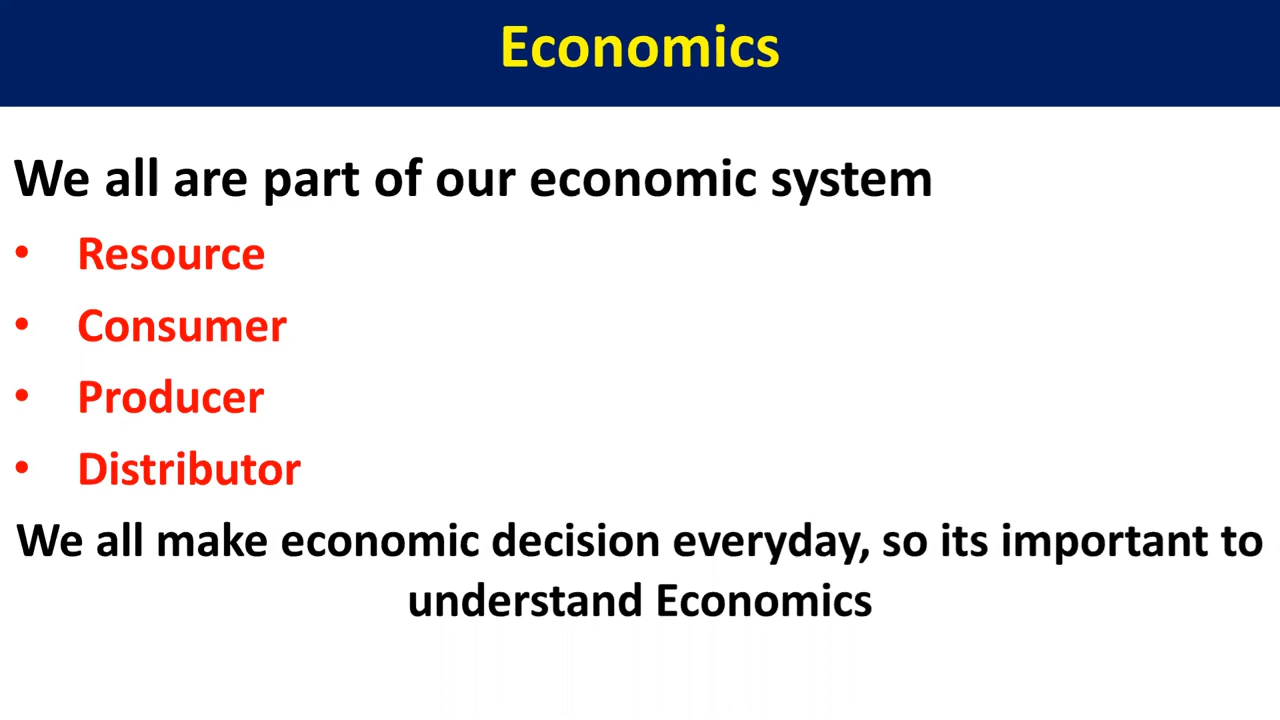 Economics
We all are part of our economic system
• Resource
• Consumer
• Producer
• Distributor
We all make economic decision everyday, so its important to
understand Economics